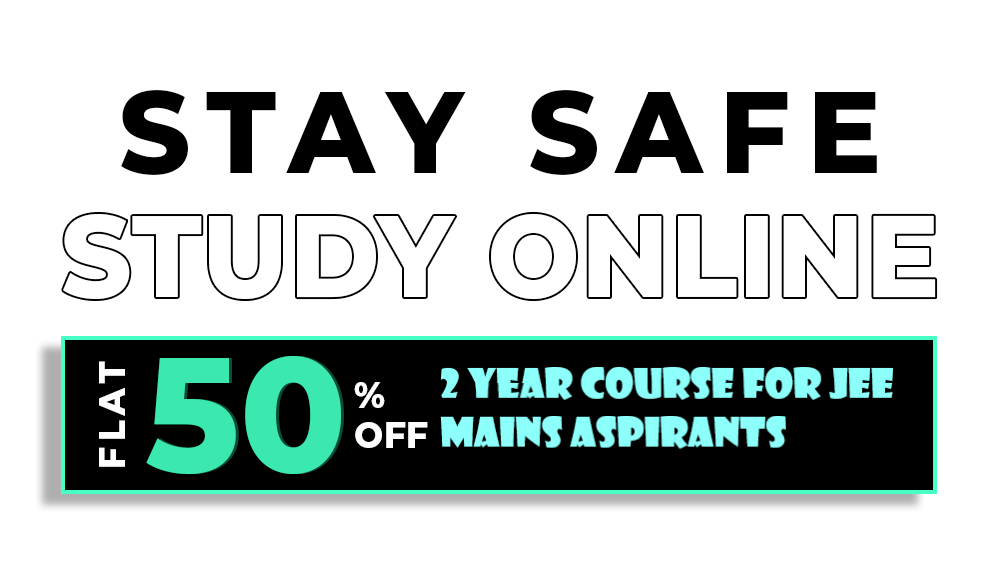 STAY SAFE
STUDY ONLINE
FLAT
50
%
OFF
2 YEAR COURSE FOR JEE
MAINS ASPIRANTS